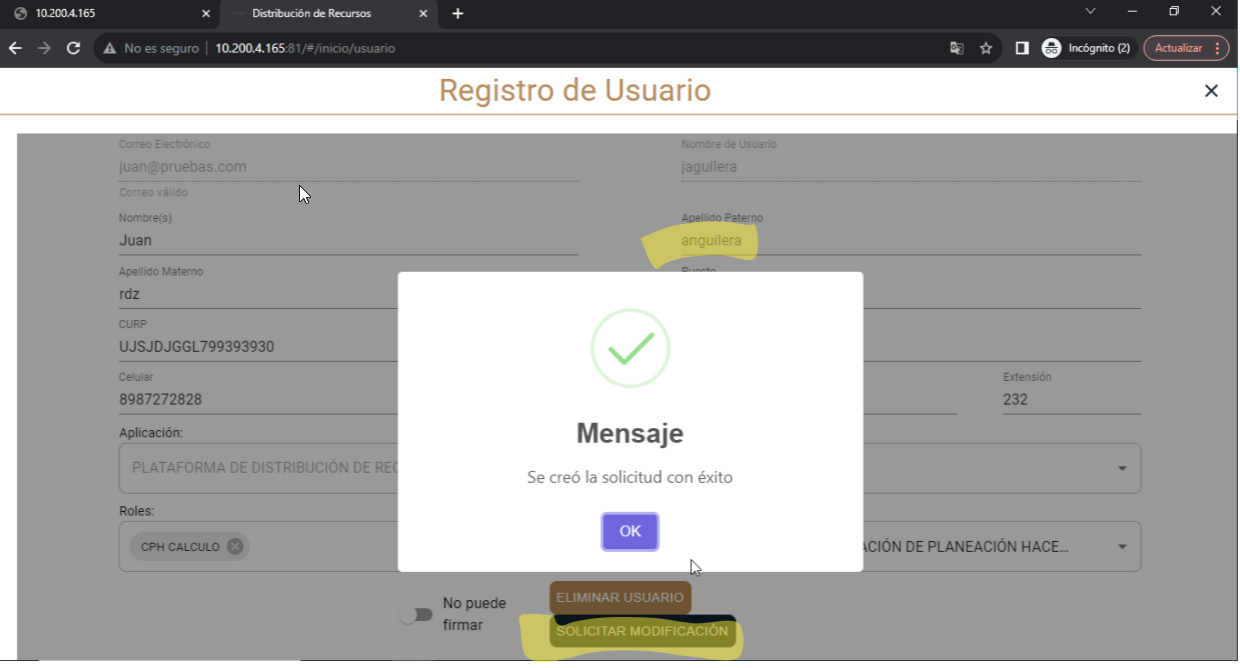 10.200.4.165
Distribución de Recursos
No es seguro | 10.200.4.165:81/#/inicio/usuario
Incógnito (2)
Actualizar
Registro de Usuario
Correo Electrónico
Nombre de Usuario
juan@pruebas.com
jaguilera
Correo válido
Nombre(s)
Apellido Paterno
Juan
anguilera
Apellido Materno
Puesto
rdz
CURP
UJSJDJGGL799393930
Celular
Extensión
8987272828
232
Aplicación:
PLATAFORMA DE DISTRIBUCIÓN DE REC
Roles:
CPH CALCULO
ACIÓN DE PLANEACIÓN HACE...
Mensaje
Se creó la solicitud con éxito
OK
No puede
firmar
ELIMINAR USUARIO
SOLICITAR MODIFICACIÓN